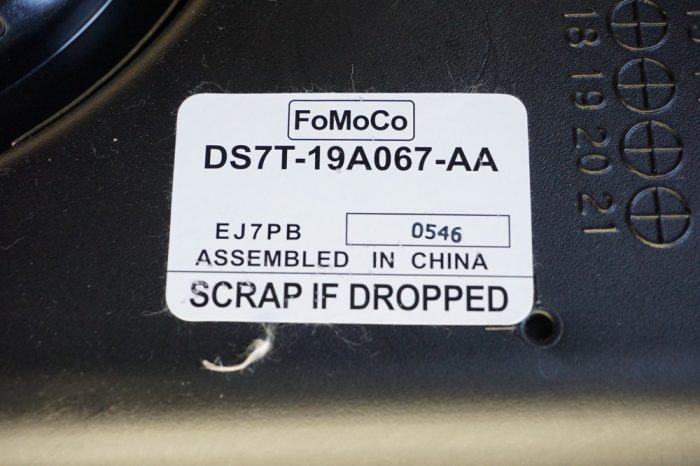 FoMoCo
DS7T-19A067-AA
EJ7PB 0546
ASSEMBLED IN CHINA
SCRAP IF DROPPED
18 19 20 21